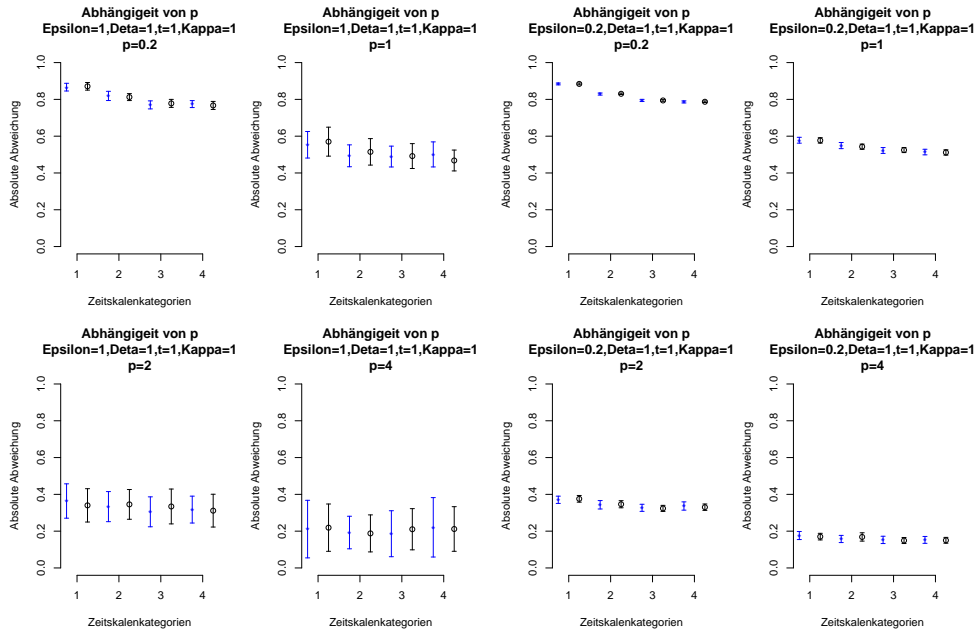 Abhängigeit von p
Epsilon=1,Deta=1,t=1,Kappa=1
p=0.2
Absolute Abweichung
0.0 0.2 0.4 0.6 0.8 1.0
1 2 3 4
Zeitskalenkategorien
Abhängigeit von p
Epsilon=1,Deta=1,t=1,Kappa=1
p=1
Absolute Abweichung
0.0 0.2 0.4 0.6 0.8 1.0
1 2 3 4
Zeitskalenkategorien
Abhängigeit von p
Epsilon=0.2,Deta=1,t=1,Kappa=1
p=0.2
Absolute Abweichung
0.0 0.2 0.4 0.6 0.8 1.0
1 2 3 4
Zeitskalenkategorien
Abhängigeit von p
Epsilon=0.2,Deta=1,t=1,Kappa=1
p=1
Absolute Abweichung
0.0 0.2 0.4 0.6 0.8 1.0
1 2 3 4
Zeitskalenkategorien
Abhängigeit von p
Epsilon=1,Deta=1,t=1,Kappa=1
p=2
Absolute Abweichung
0.0 0.2 0.4 0.6 0.8 1.0
1 2 3 4
Zeitskalenkategorien
Abhängigeit von p
Epsilon=1,Deta=1,t=1,Kappa=1
p=4
Absolute Abweichung
0.0 0.2 0.4 0.6 0.8 1.0
1 2 3 4
Zeitskalenkategorien
Abhängigeit von p
Epsilon=0.2,Deta=1,t=1,Kappa=1
p=2
Absolute Abweichung
0.0 0.2 0.4 0.6 0.8 1.0
1 2 3 4
Zeitskalenkategorien
Abhängigeit von p
Epsilon=0.2,Deta=1,t=1,Kappa=1
p=4
Absolute Abweichung
0.0 0.2 0.4 0.6 0.8 1.0
1 2 3 4
Zeitskalenkategorien